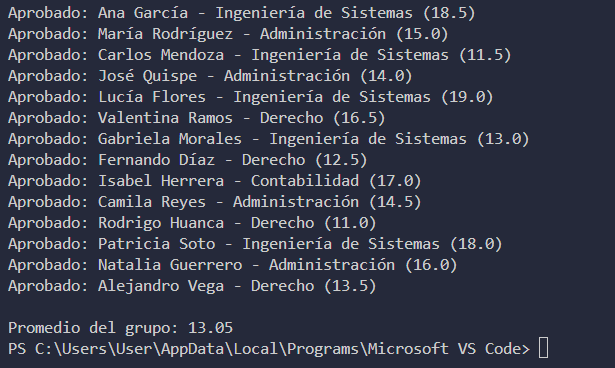 Aprobado: Ana García - Ingeniería de Sistemas (18.5)
Aprobado: María Rodríguez - Administración (15.0)
Aprobado: Carlos Mendoza - Ingeniería de Sistemas (11.5)
Aprobado: José Quispe - Administración (14.0)
Aprobado: Lucía Flores - Ingeniería de Sistemas (19.0)
Aprobado: Valentina Ramos - Derecho (16.5)
Aprobado: Gabriela Morales - Ingeniería de Sistemas (13.0)
Aprobado: Fernando Díaz - Derecho (12.5)
Aprobado: Isabel Herrera - Contabilidad (17.0)
Aprobado: Camila Reyes - Administración (14.5)
Aprobado: Rodrigo Huanca - Derecho (11.0)
Aprobado: Patricia Soto - Ingeniería de Sistemas (18.0)
Aprobado: Natalia Guerrero - Administración (16.0)
Aprobado: Alejandro Vega - Derecho (13.5)
Promedio del grupo: 13.05
PS C:\Users\User\AppData\Local\Programs\Microsoft VS Code>